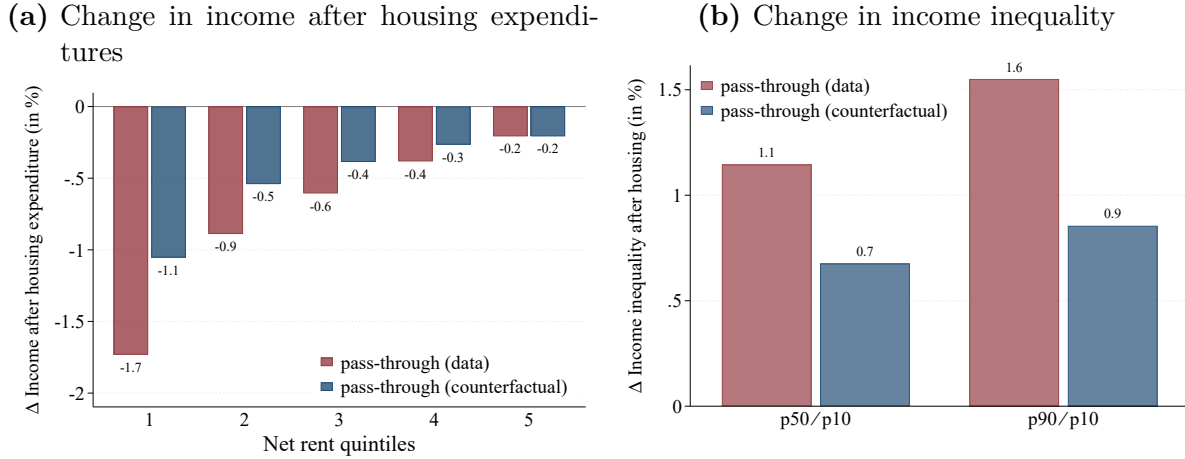 (a) Change in income after housing expendi-
tures
Δ Income after housing expenditure (in %)
0
-.5
-1
-1.5
-2
-1.7
-1.1
-0.9
-0.5
-0.6
-0.4
-0.4
-0.3
-0.2
-0.2
pass-through (data)
pass-through (counterfactual)
1 2 3 4 5
Net rent quintiles
(b) Change in income inequality
Δ Income inequality after housing (in %)
1.5
1
.5
0
pass-through (data)
pass-through (counterfactual)
1.1
0.7
1.6
0.9
p50/p10 p90/p10